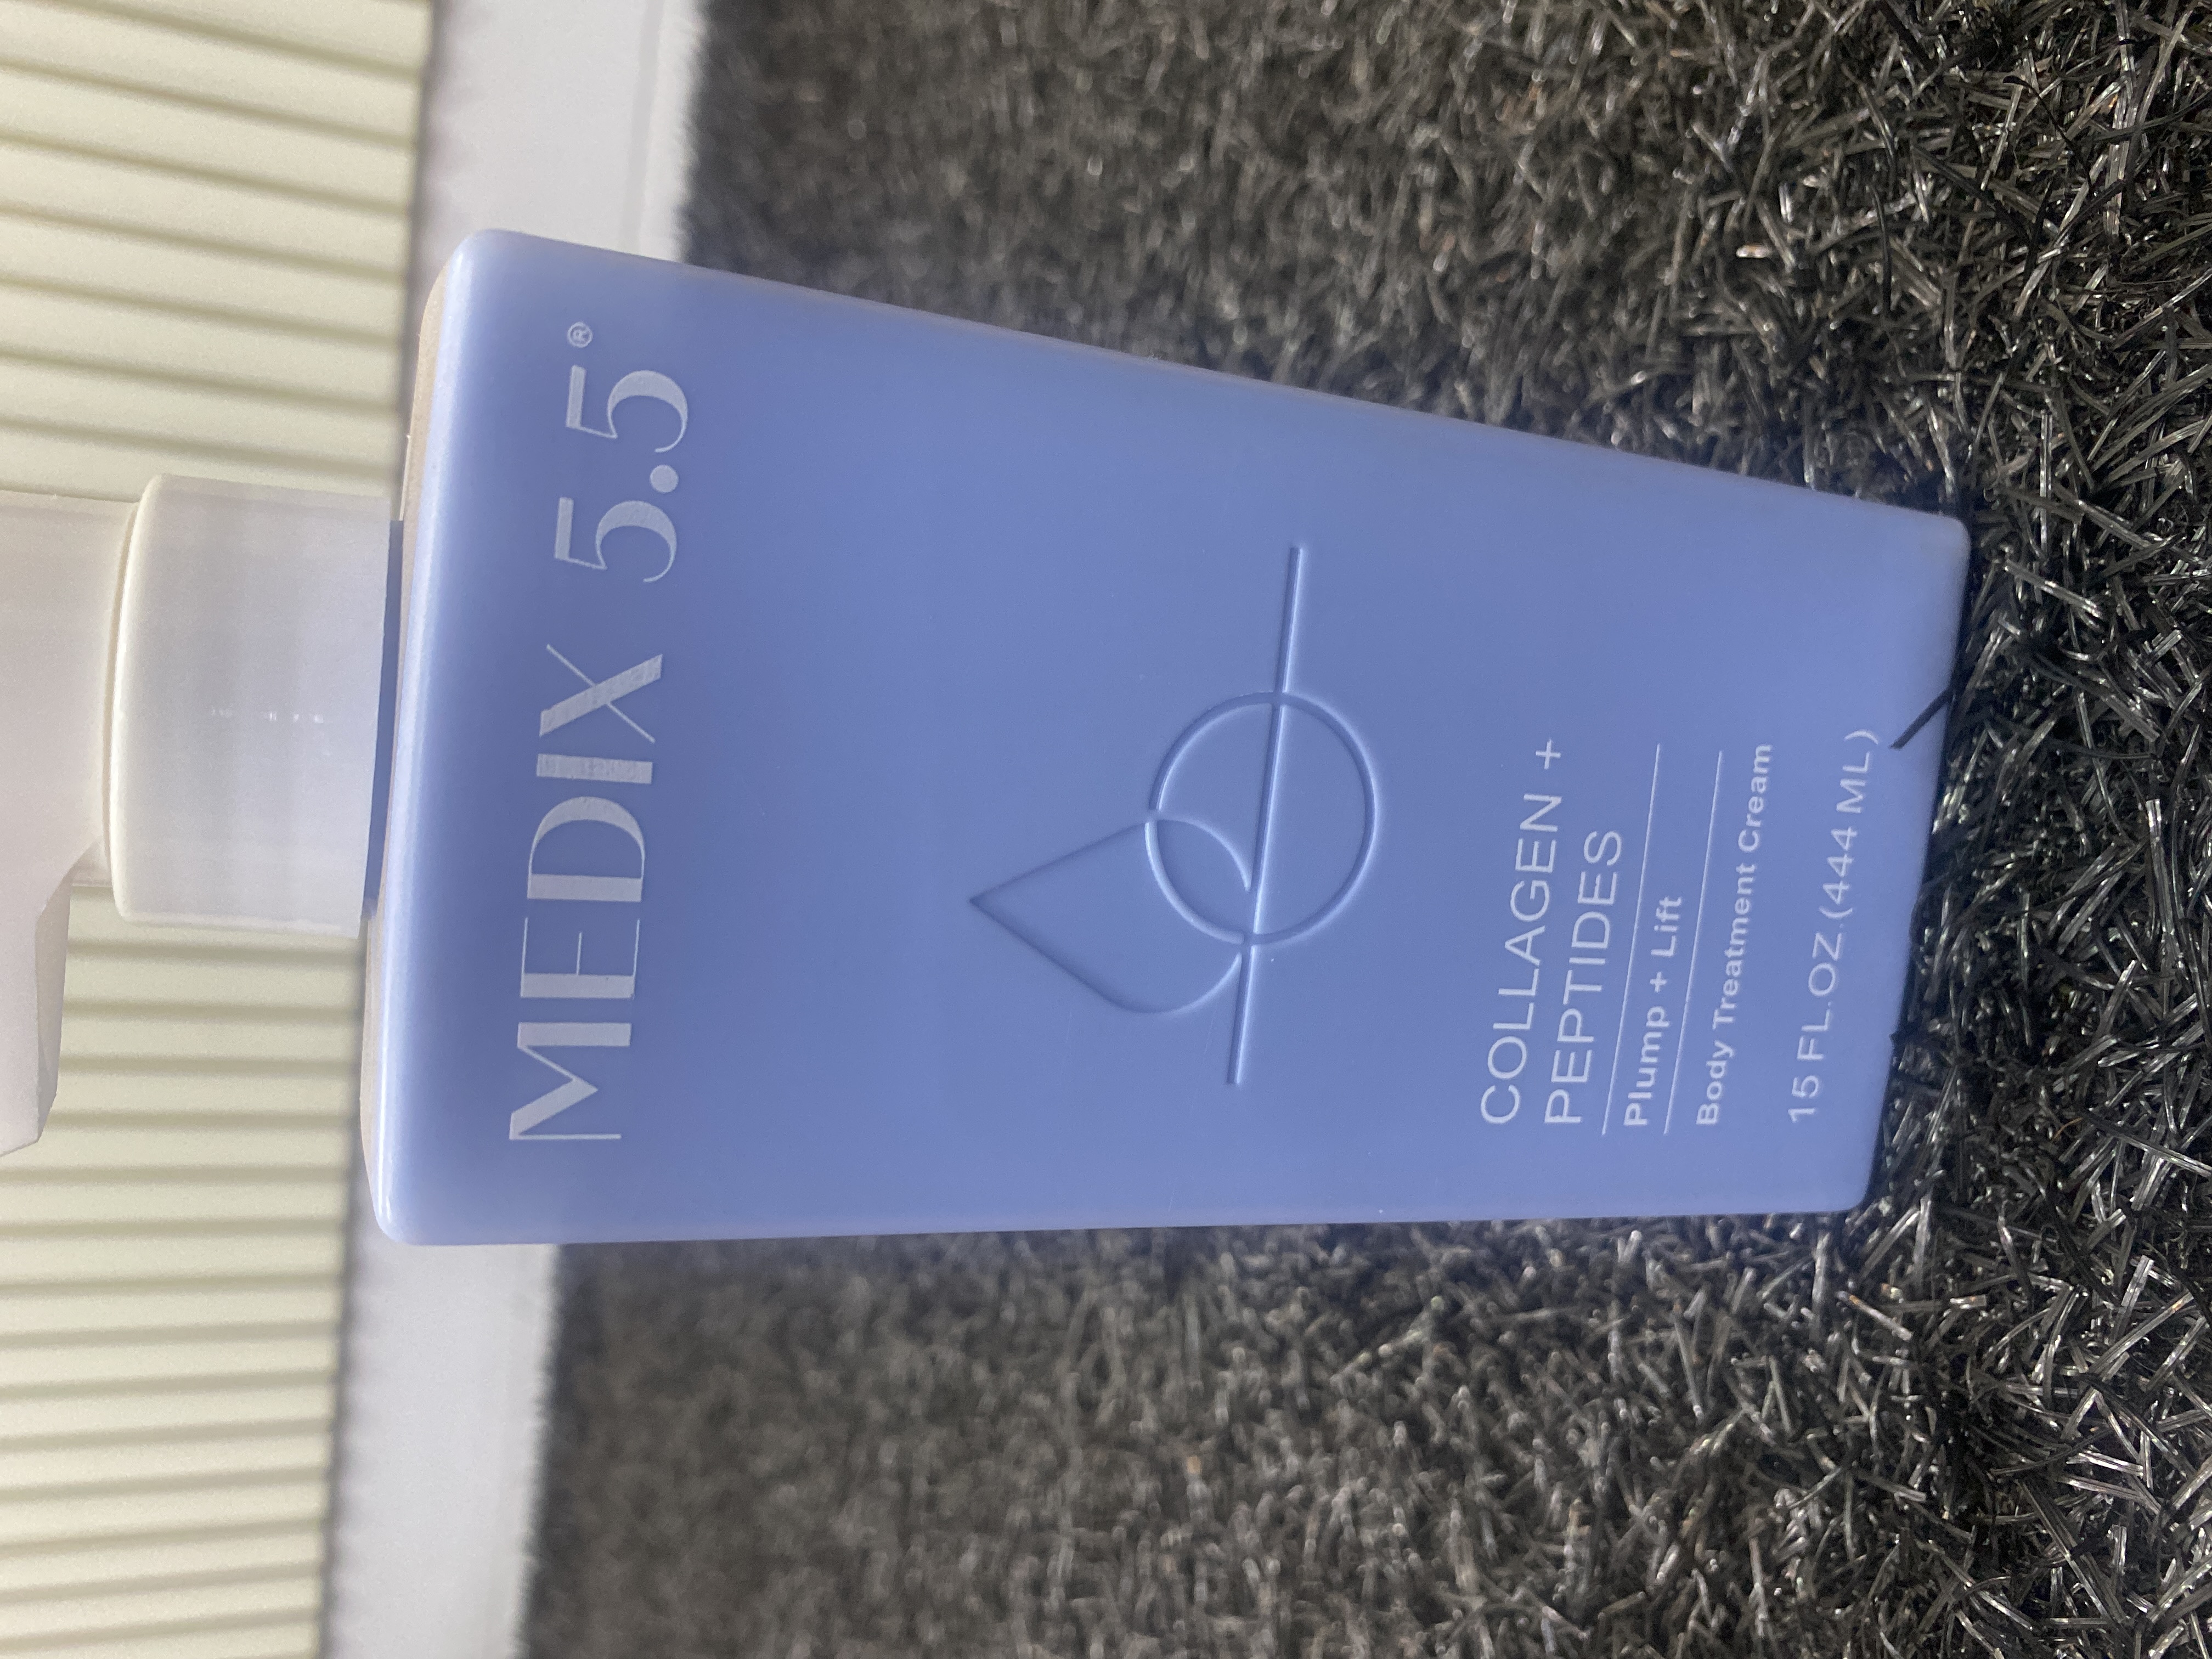 MEDIX 5.5®
COLLAGEN +
PEPTIDES
Plump + Lift
Body Treatment Cream
15 FL.OZ.(444 ML)